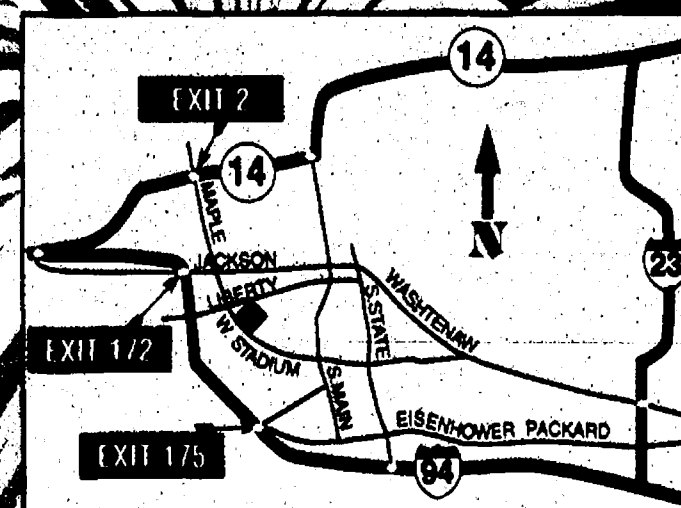 14
EXIT 2
14
MAPLE
N
23
JACKSON
LIBERTY
WASHTENAW
S. STATE
EXIT 172
W. STADIUM
S. MAIN
EISENHOWER PACKARD
EXIT 175
94